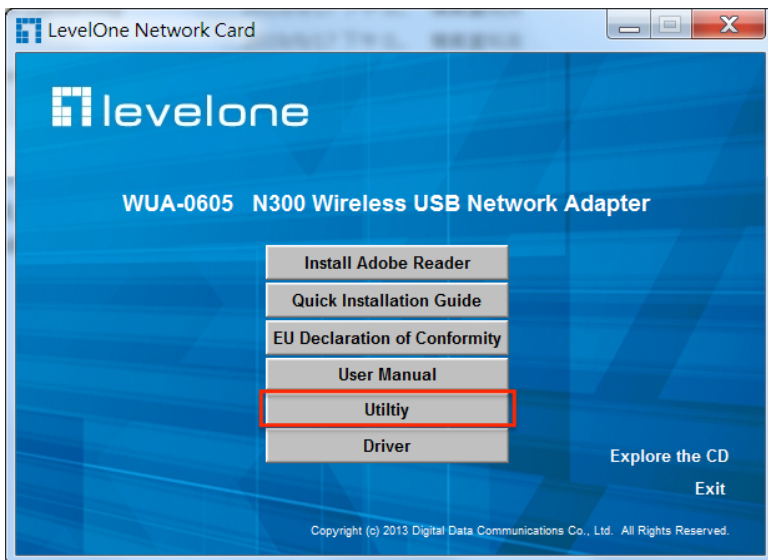 LevelOne Network Card
levelone
WUA-0605 N300 Wireless USB Network Adapter
Install Adobe Reader
Quick Installation Guide
EU Declaration of Conformity
User Manual
Utiltiy
Driver
Explore the CD
Exit
Copyright (c) 2013 Digital Data Communications Co., Ltd. All Rights Reserved.